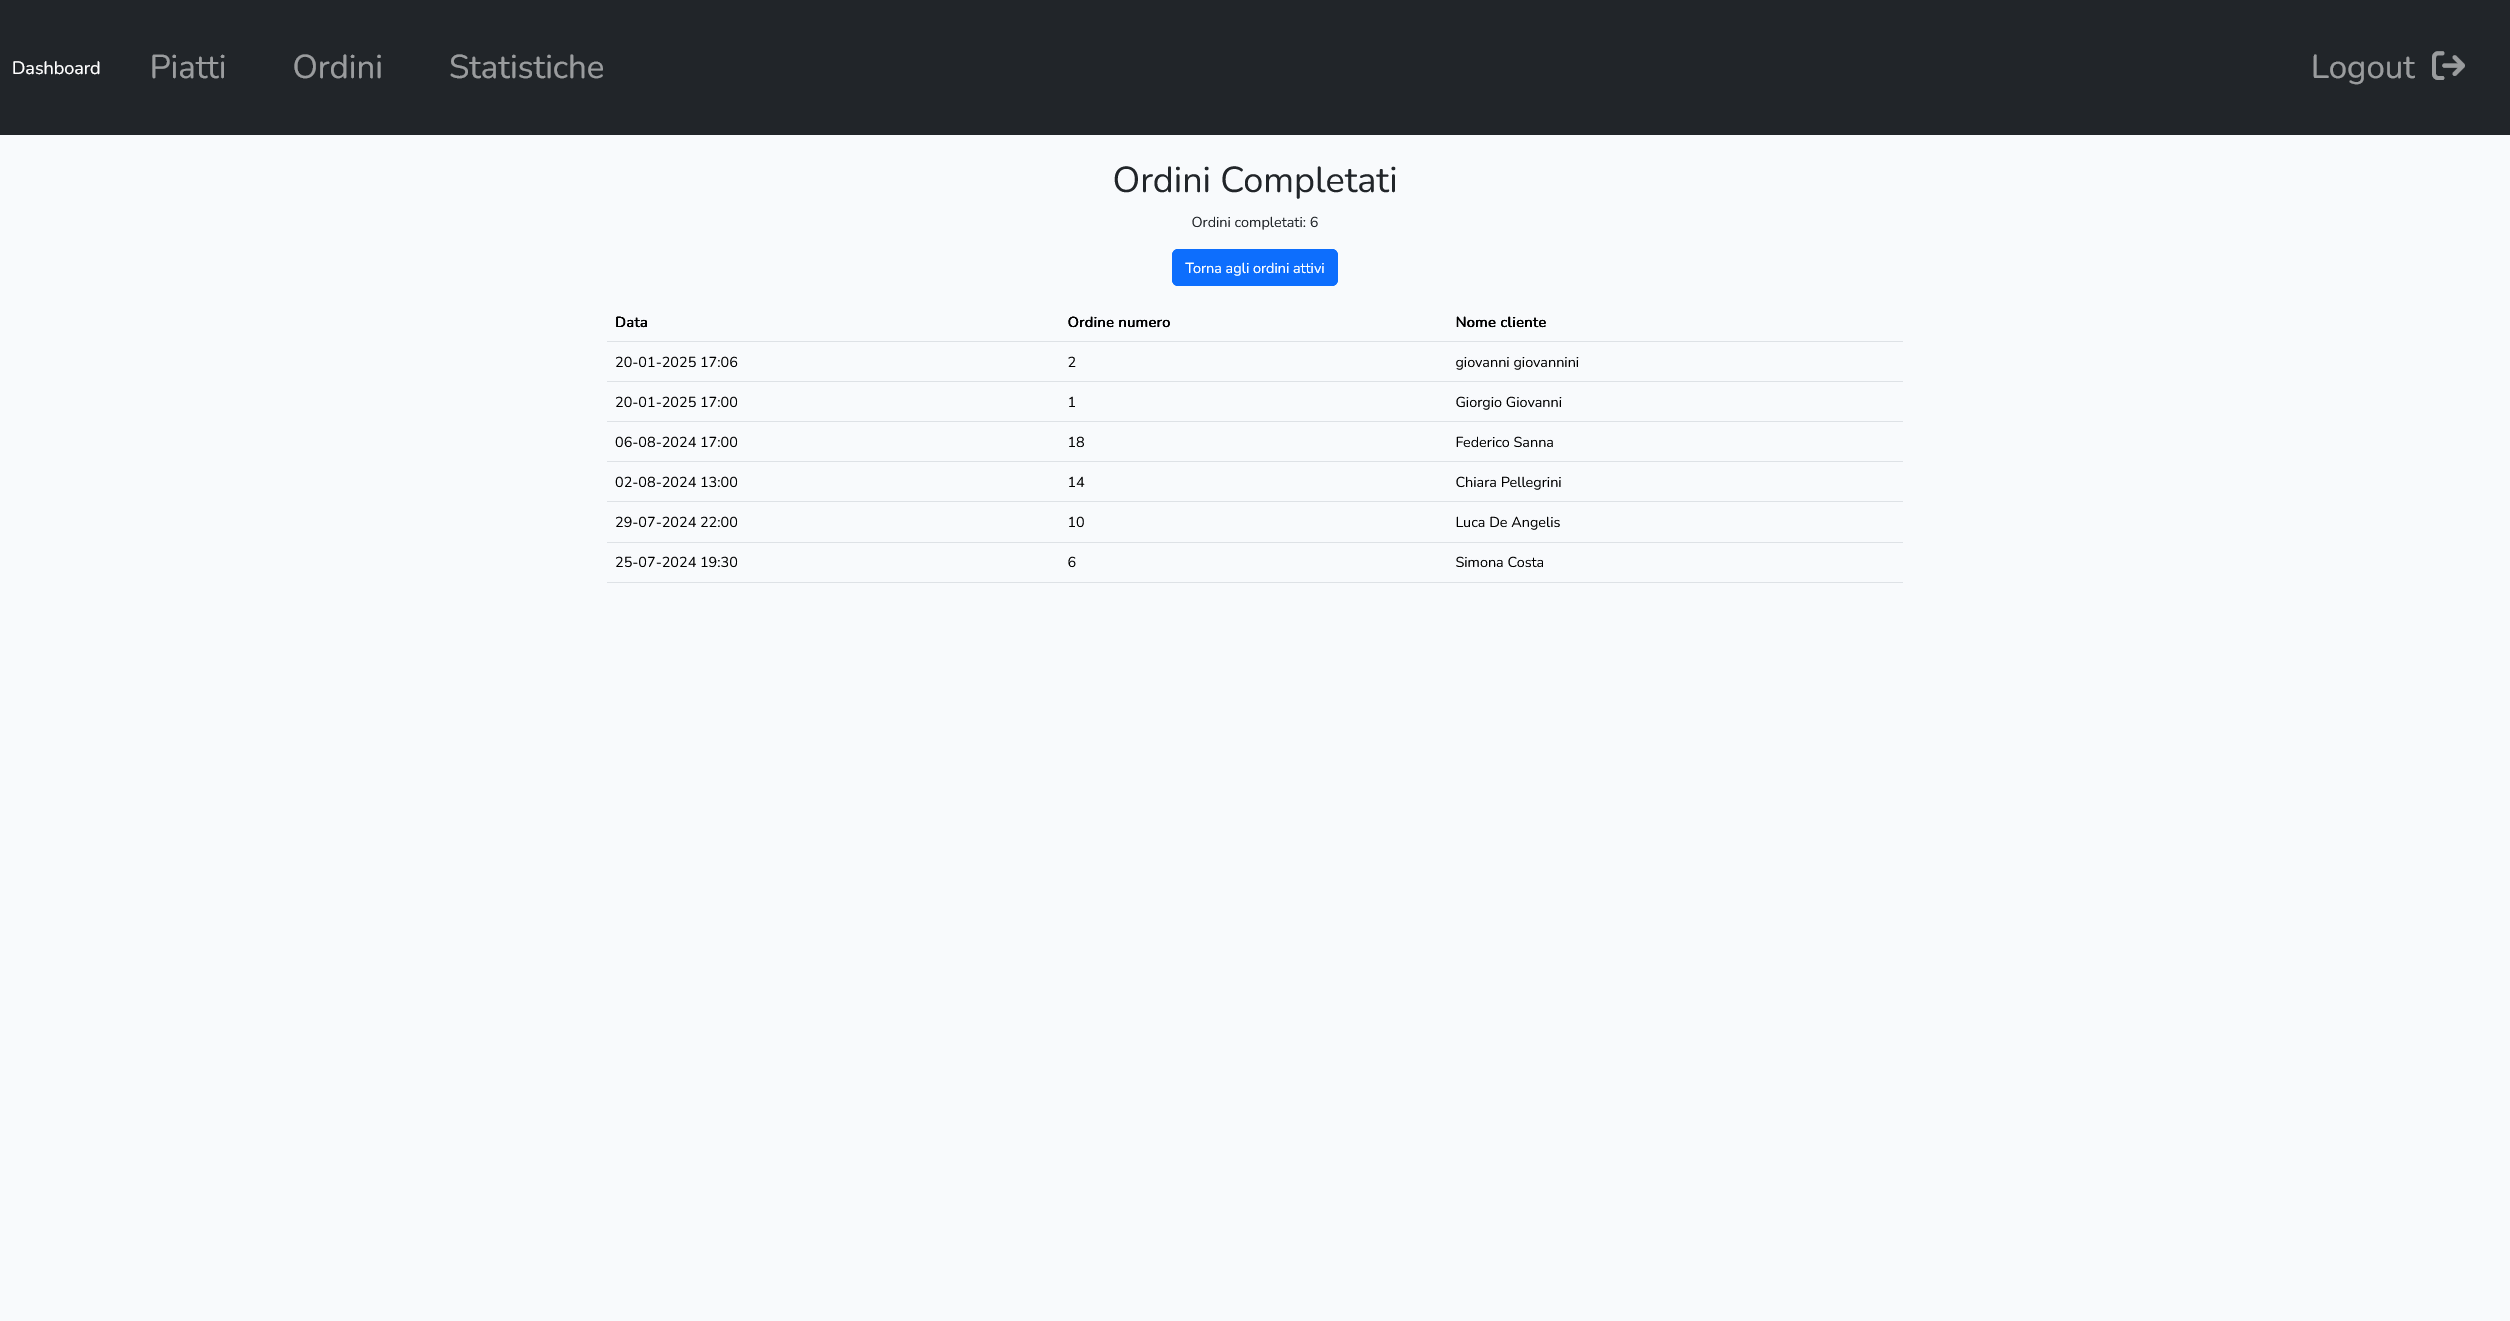 Dashboard Piatti Ordini Statistiche Logout
Ordini Completati
Ordini completati: 6
Torna agli ordini attivi
Data Ordine numero Nome cliente
20-01-2025 17:06 2 giovanni giovannini
20-01-2025 17:00 1 Giorgio Giovanni
06-08-2024 17:00 18 Federico Sanna
02-08-2024 13:00 14 Chiara Pellegrini
29-07-2024 22:00 10 Luca De Angelis
25-07-2024 19:30 6 Simona Costa